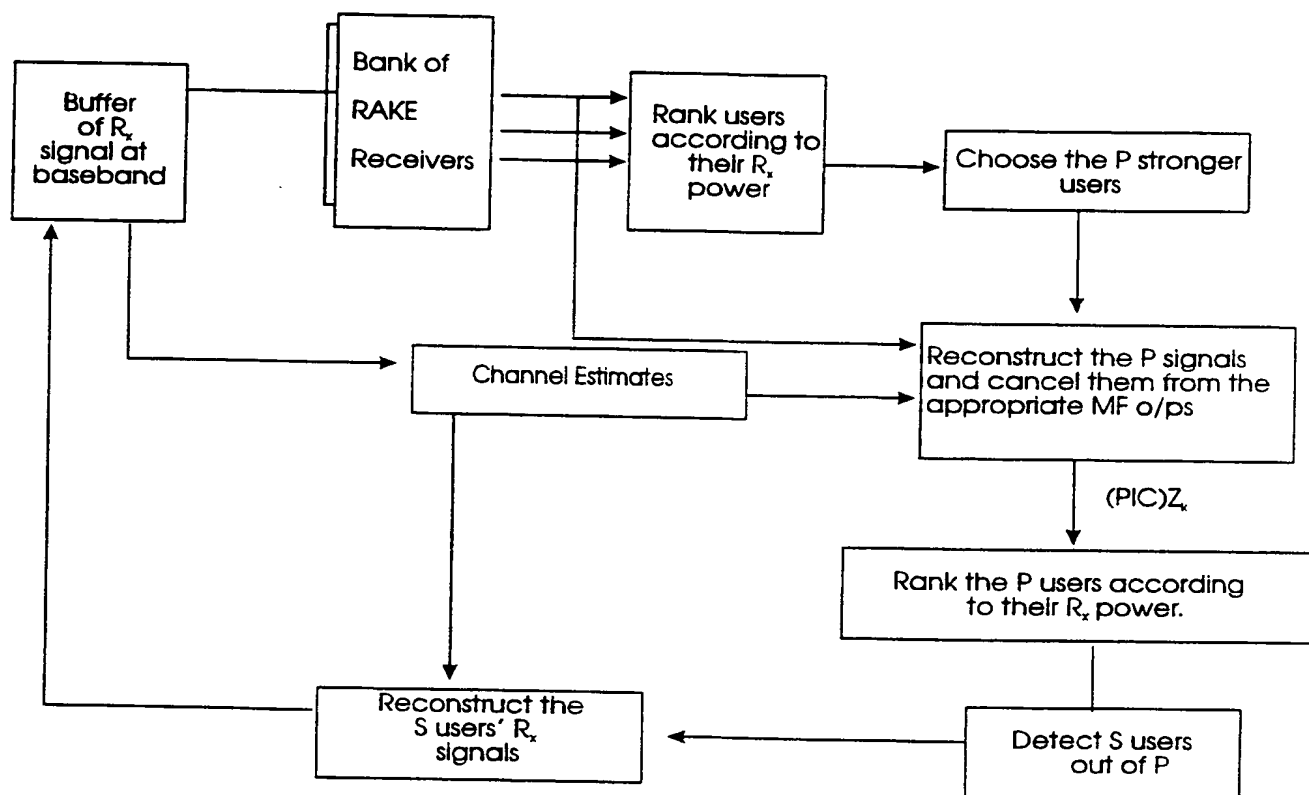 Buffer
of Rₓ
signal at
baseband
Bank of
RAKE
Receivers
Rank users
according to
their Rₓ
power
Choose the P stronger
users
Channel Estimates
Reconstruct the P signals
and cancel them from the
appropriate MF o/ps
(PIC)Zₖ
Rank the P users according
to their Rₓ power.
Reconstruct the
S users' Rₓ
signals
Detect S users
out of P